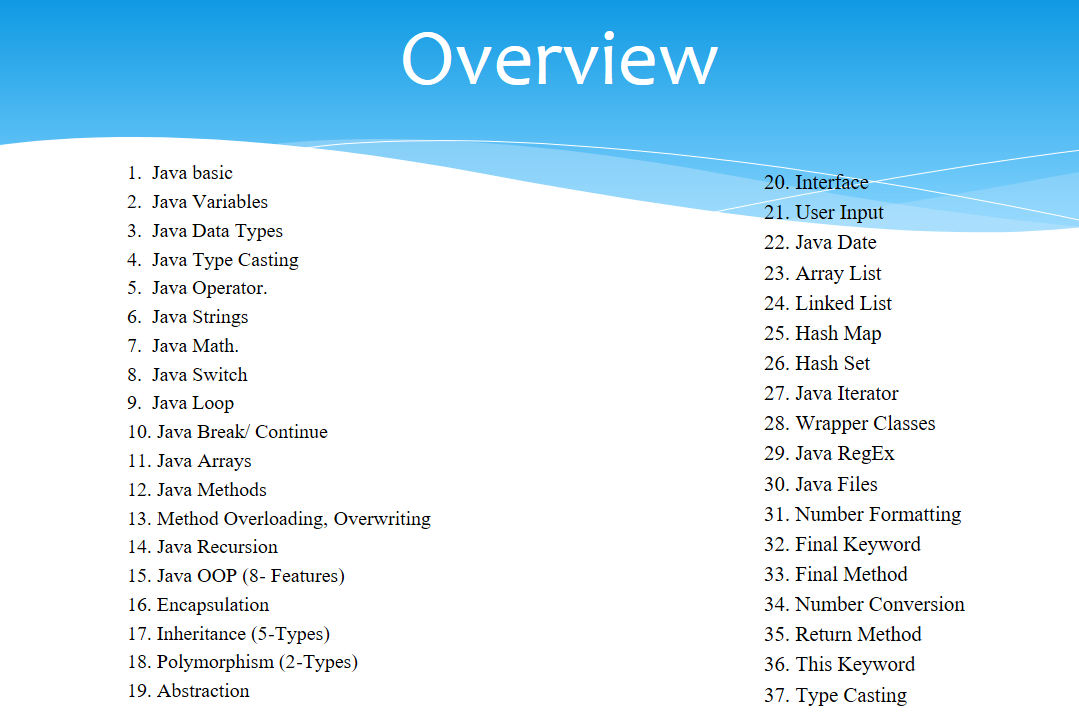 Overview
1. Java basic
2. Java Variables
3. Java Data Types
4. Java Type Casting
5. Java Operator.
6. Java Strings
7. Java Math.
8. Java Switch
9. Java Loop
10. Java Break/ Continue
11. Java Arrays
12. Java Methods
13. Method Overloading, Overwriting
14. Java Recursion
15. Java OOP (8- Features)
16. Encapsulation
17. Inheritance (5-Types)
18. Polymorphism (2-Types)
19. Abstraction
20. Interface
21. User Input
22. Java Date
23. Array List
24. Linked List
25. Hash Map
26. Hash Set
27. Java Iterator
28. Wrapper Classes
29. Java RegEx
30. Java Files
31. Number Formatting
32. Final Keyword
33. Final Method
34. Number Conversion
35. Return Method
36. This Keyword
37. Type Casting